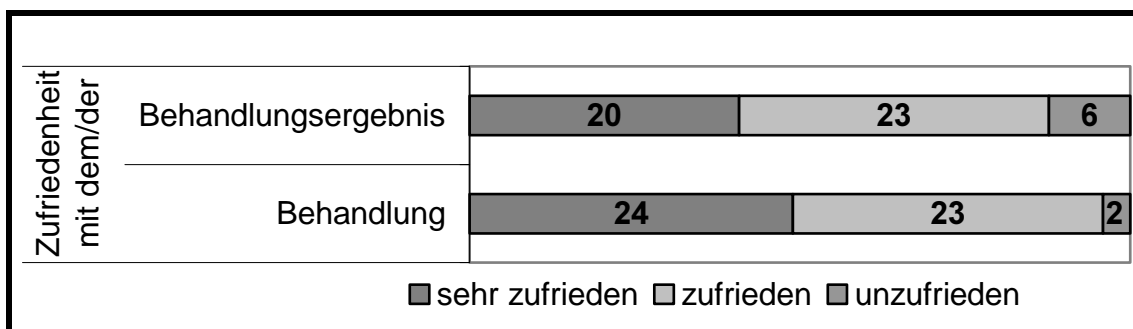 Zufriedenheit
mit dem/der
Behandlungsergebnis
20 23 6
Behandlung
24 23 2
sehr zufrieden zufrieden unzufrieden